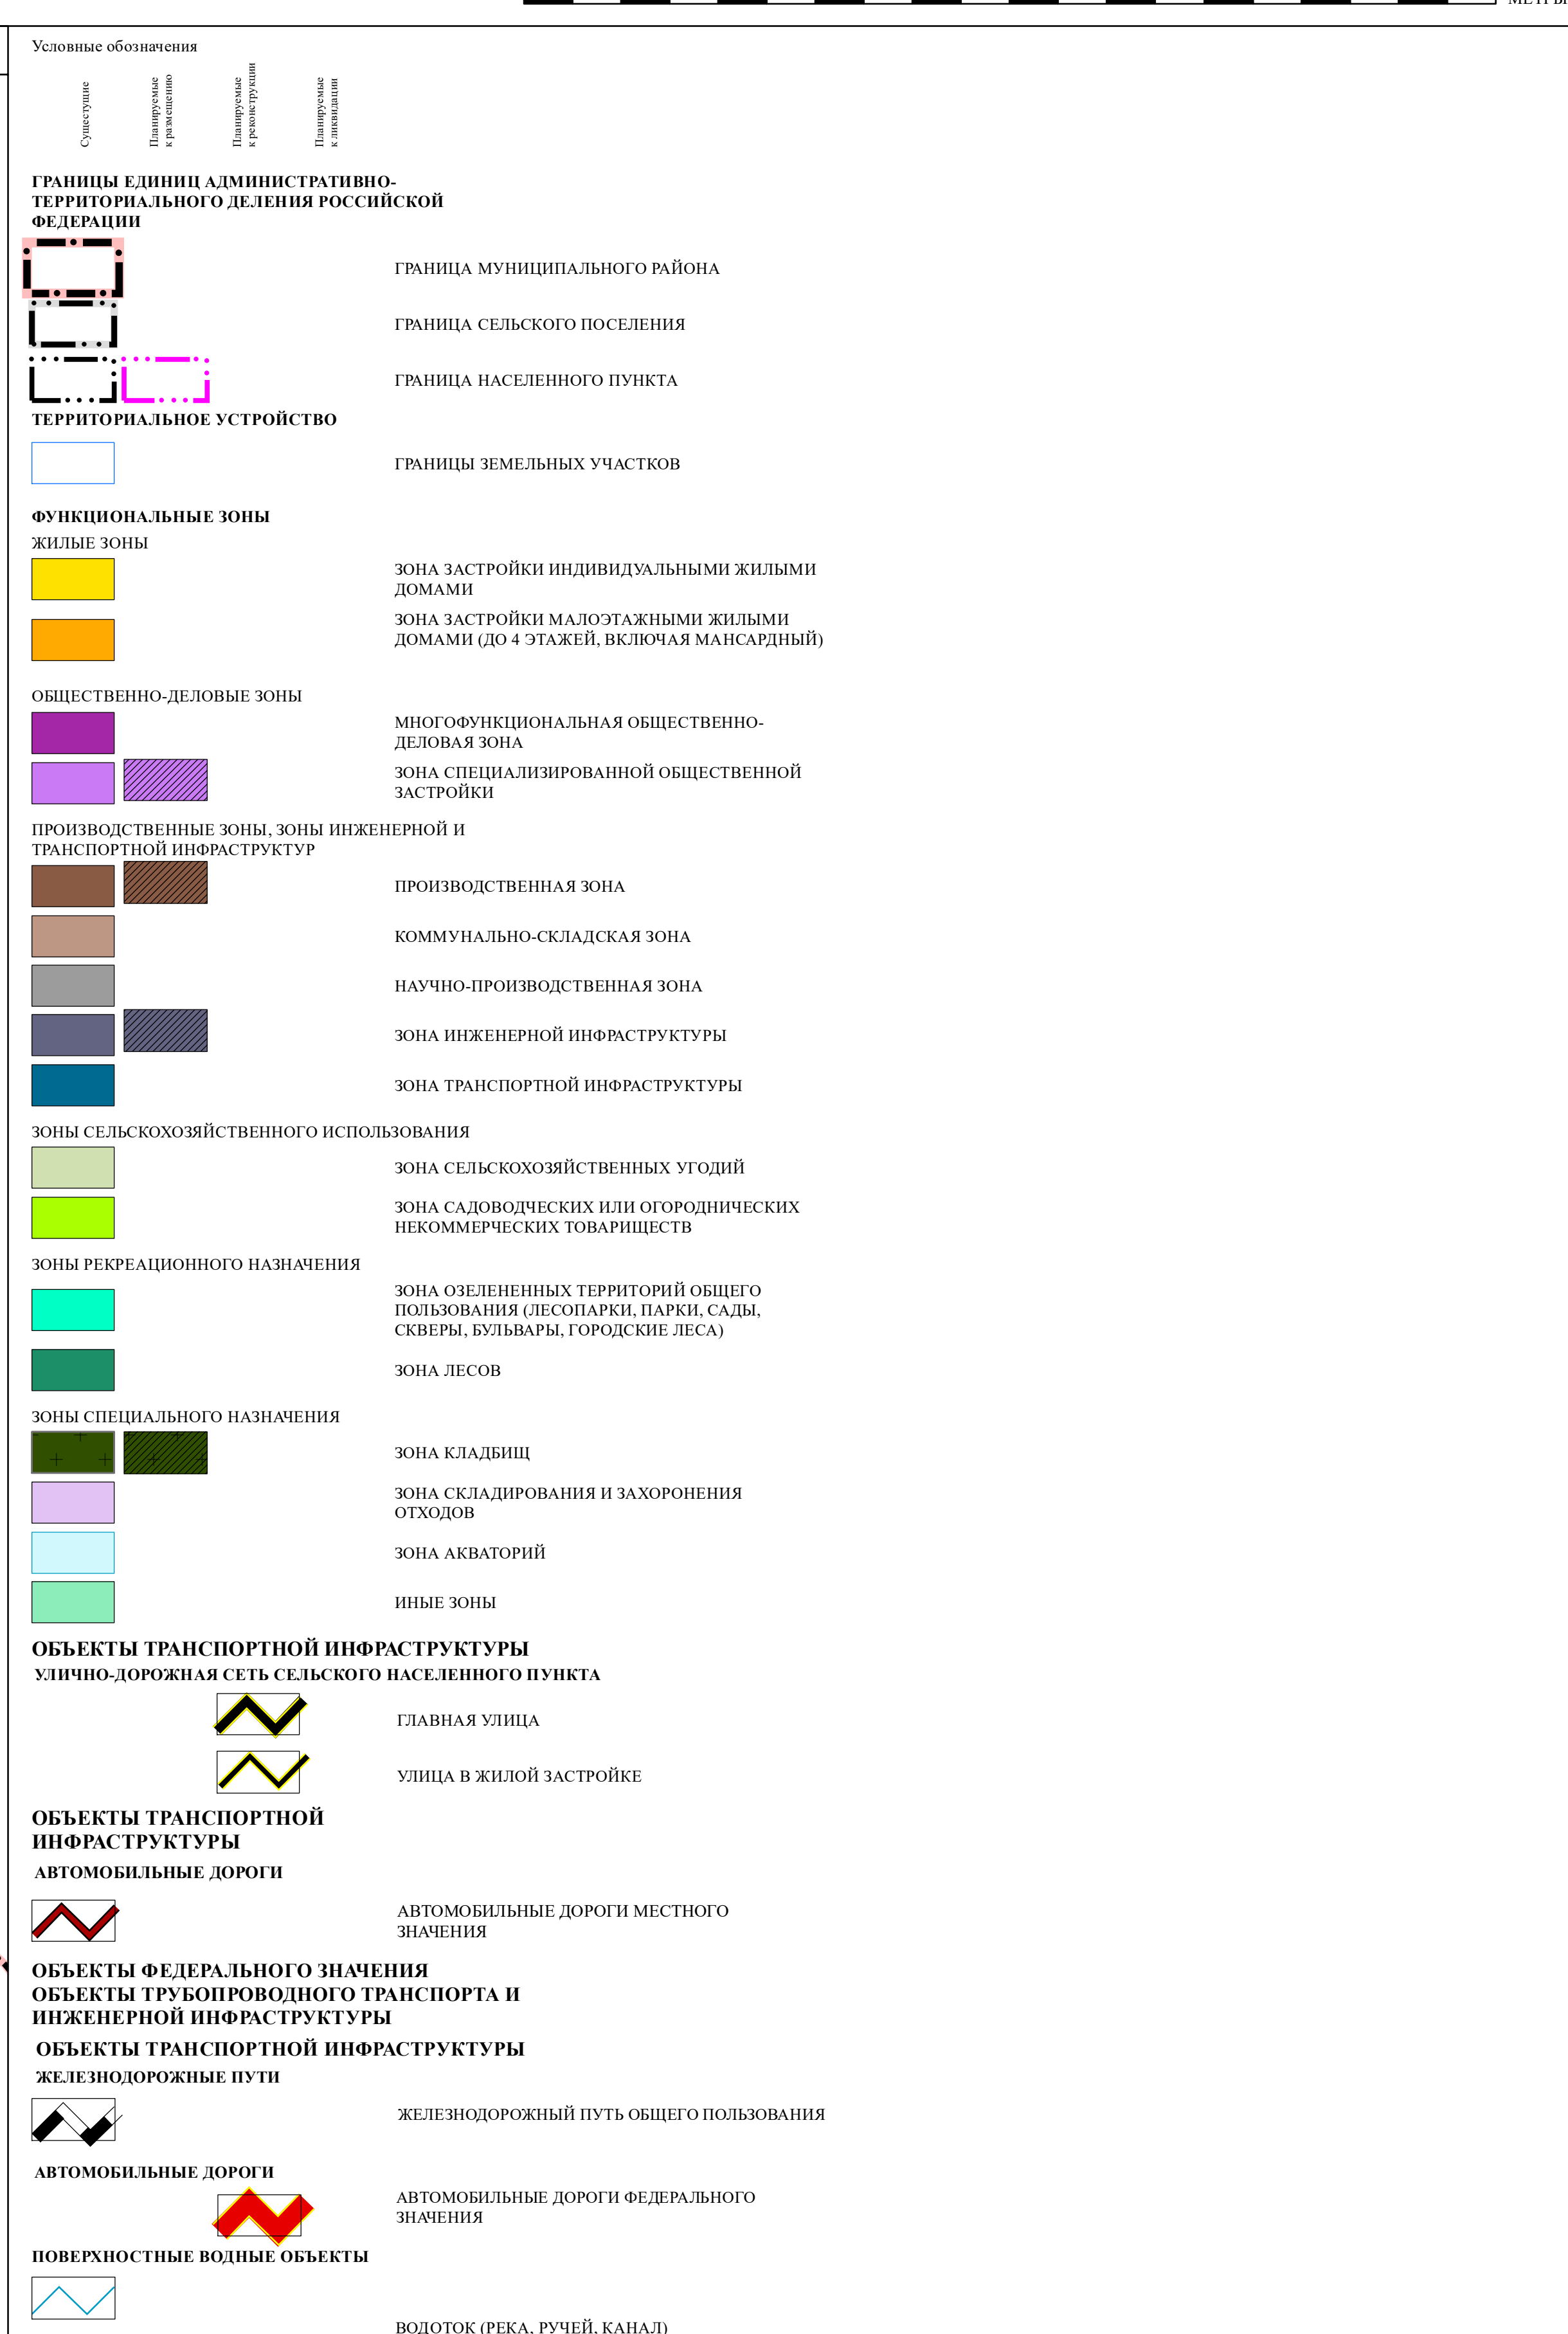 Условные обозначения
Сущестущие
Планируемые
к размещению
Планируемые
к реконструкции
Планируемые
к ликвидации
ГРАНИЦЫ ЕДИНИЦ АДМИНИСТРАТИВНО-
ТЕРРИТОРИАЛЬНОГО ДЕЛЕНИЯ РОССИЙСКОЙ
ФЕДЕРАЦИИ
ГРАНИЦА МУНИЦИПАЛЬНОГО РАЙОНА
ГРАНИЦА СЕЛЬСКОГО ПОСЕЛЕНИЯ
ГРАНИЦА НАСЕЛЕННОГО ПУНКТА
ТЕРРИТОРИАЛЬНОЕ УСТРОЙСТВО
ГРАНИЦЫ ЗЕМЕЛЬНЫХ УЧАСТКОВ
ФУНКЦИОНАЛЬНЫЕ ЗОНЫ
ЖИЛЫЕ ЗОНЫ
ЗОНА ЗАСТРОЙКИ ИНДИВИДУАЛЬНЫМИ ЖИЛЫМИ
ДОМАМИ
ЗОНА ЗАСТРОЙКИ МАЛОЭТАЖНЫМИ ЖИЛЫМИ
ДОМАМИ (ДО 4 ЭТАЖЕЙ, ВКЛЮЧАЯ МАНСАРДНЫЙ)
ОБЩЕСТВЕННО-ДЕЛОВЫЕ ЗОНЫ
МНОГОФУНКЦИОНАЛЬНАЯ ОБЩЕСТВЕННО-
ДЕЛОВАЯ ЗОНА
ЗОНА СПЕЦИАЛИЗИРОВАННОЙ ОБЩЕСТВЕННОЙ
ЗАСТРОЙКИ
ПРОИЗВОДСТВЕННЫЕ ЗОНЫ, ЗОНЫ ИНЖЕНЕРНОЙ И
ТРАНСПОРТНОЙ ИНФРАСТРУКТУР
ПРОИЗВОДСТВЕННАЯ ЗОНА
КОММУНАЛЬНО-СКЛАДСКАЯ ЗОНА
НАУЧНО-ПРОИЗВОДСТВЕННАЯ ЗОНА
ЗОНА ИНЖЕНЕРНОЙ ИНФРАСТРУКТУРЫ
ЗОНА ТРАНСПОРТНОЙ ИНФРАСТРУКТУРЫ
ЗОНЫ СЕЛЬСКОХОЗЯЙСТВЕННОГО ИСПОЛЬЗОВАНИЯ
ЗОНА СЕЛЬСКОХОЗЯЙСТВЕННЫХ УГОДИЙ
ЗОНА САДОВОДЧЕСКИХ ИЛИ ОГОРОДНИЧЕСКИХ
НЕКОММЕРЧЕСКИХ ТОВАРИЩЕСТВ
ЗОНЫ РЕКРЕАЦИОННОГО НАЗНАЧЕНИЯ
ЗОНА ОЗЕЛЕНЕННЫХ ТЕРРИТОРИЙ ОБЩЕГО
ПОЛЬЗОВАНИЯ (ЛЕСОПАРКИ, ПАРКИ, САДЫ,
СКВЕРЫ, БУЛЬВАРЫ, ГОРОДСКИЕ ЛЕСА)
ЗОНА ЛЕСОВ
ЗОНЫ СПЕЦИАЛЬНОГО НАЗНАЧЕНИЯ
ЗОНА КЛАДБИЩ
ЗОНА СКЛАДИРОВАНИЯ И ЗАХОРОНЕНИЯ
ОТХОДОВ
ЗОНА АКВАТОРИЙ
ИНЫЕ ЗОНЫ
ОБЪЕКТЫ ТРАНСПОРТНОЙ ИНФРАСТРУКТУРЫ
УЛИЧНО-ДОРОЖНАЯ СЕТЬ СЕЛЬСКОГО НАСЕЛЕННОГО ПУНКТА
ГЛАВНАЯ УЛИЦА
УЛИЦА В ЖИЛОЙ ЗАСТРОЙКЕ
ОБЪЕКТЫ ТРАНСПОРТНОЙ
ИНФРАСТРУКТУРЫ
АВТОМОБИЛЬНЫЕ ДОРОГИ
АВТОМОБИЛЬНЫЕ ДОРОГИ МЕСТНОГО
ЗНАЧЕНИЯ
ОБЪЕКТЫ ФЕДЕРАЛЬНОГО ЗНАЧЕНИЯ
ОБЪЕКТЫ ТРУБОПРОВОДНОГО ТРАНСПОРТА И
ИНЖЕНЕРНОЙ ИНФРАСТРУКТУРЫ
ОБЪЕКТЫ ТРАНСПОРТНОЙ ИНФРАСТРУКТУРЫ
ЖЕЛЕЗНОДОРОЖНЫЕ ПУТИ
ЖЕЛЕЗНОДОРОЖНЫЙ ПУТЬ ОБЩЕГО ПОЛЬЗОВАНИЯ
АВТОМОБИЛЬНЫЕ ДОРОГИ
АВТОМОБИЛЬНЫЕ ДОРОГИ ФЕДЕРАЛЬНОГО
ЗНАЧЕНИЯ
ПОВЕРХНОСТНЫЕ ВОДНЫЕ ОБЪЕКТЫ
ВОДОТОК (РЕКА, РУЧЕЙ, КАНАЛ)